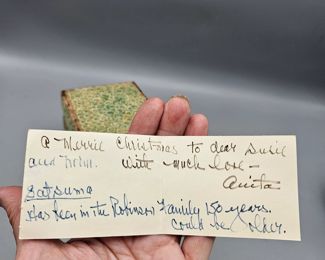 A Merrie Christmas to dear Susie
and John. With much love -
Anita
Satsuma
Has been in the Robinson Family 150 years.
Could be older.